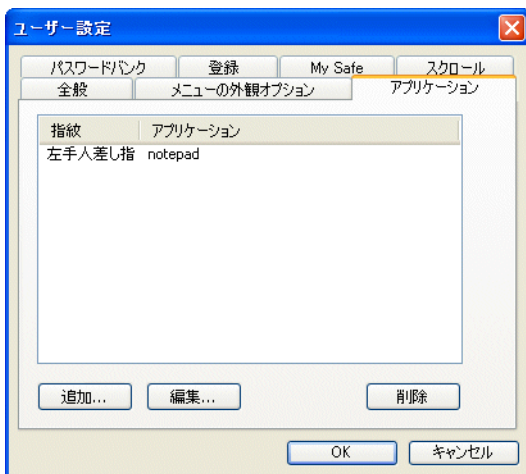 ユーザー設定
パスワードバンク 登録 My Safe スクロール
全般 メニューの外観オプション アプリケーション
指紋 アプリケーション
左手人差し指 notepad
追加... 編集... 削除
OK キャンセル